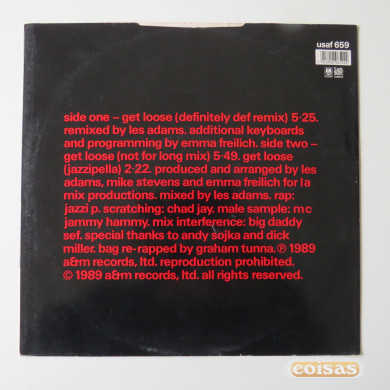 usaf 659
side one – get loose (definitely def remix) 5·25.
remixed by les adams. additional keyboards
and programming by emma freilich. side two –
get loose (not for long mix) 5·49. get loose
(jazzipella) 2·22. produced and arranged by les
adams, mike stevens and emma freilich for la
mix productions. mixed by les adams. rap:
jazzi p. scratching: chad jay. male sample: mc
jammy hammy. mix interference: big daddy
sef. special thanks to andy sojka and dick
miller. bag re-rapped by graham tunna. ℗ 1989
a&m records, ltd. reproduction prohibited.
© 1989 a&m records, ltd. all rights reserved.
coisas